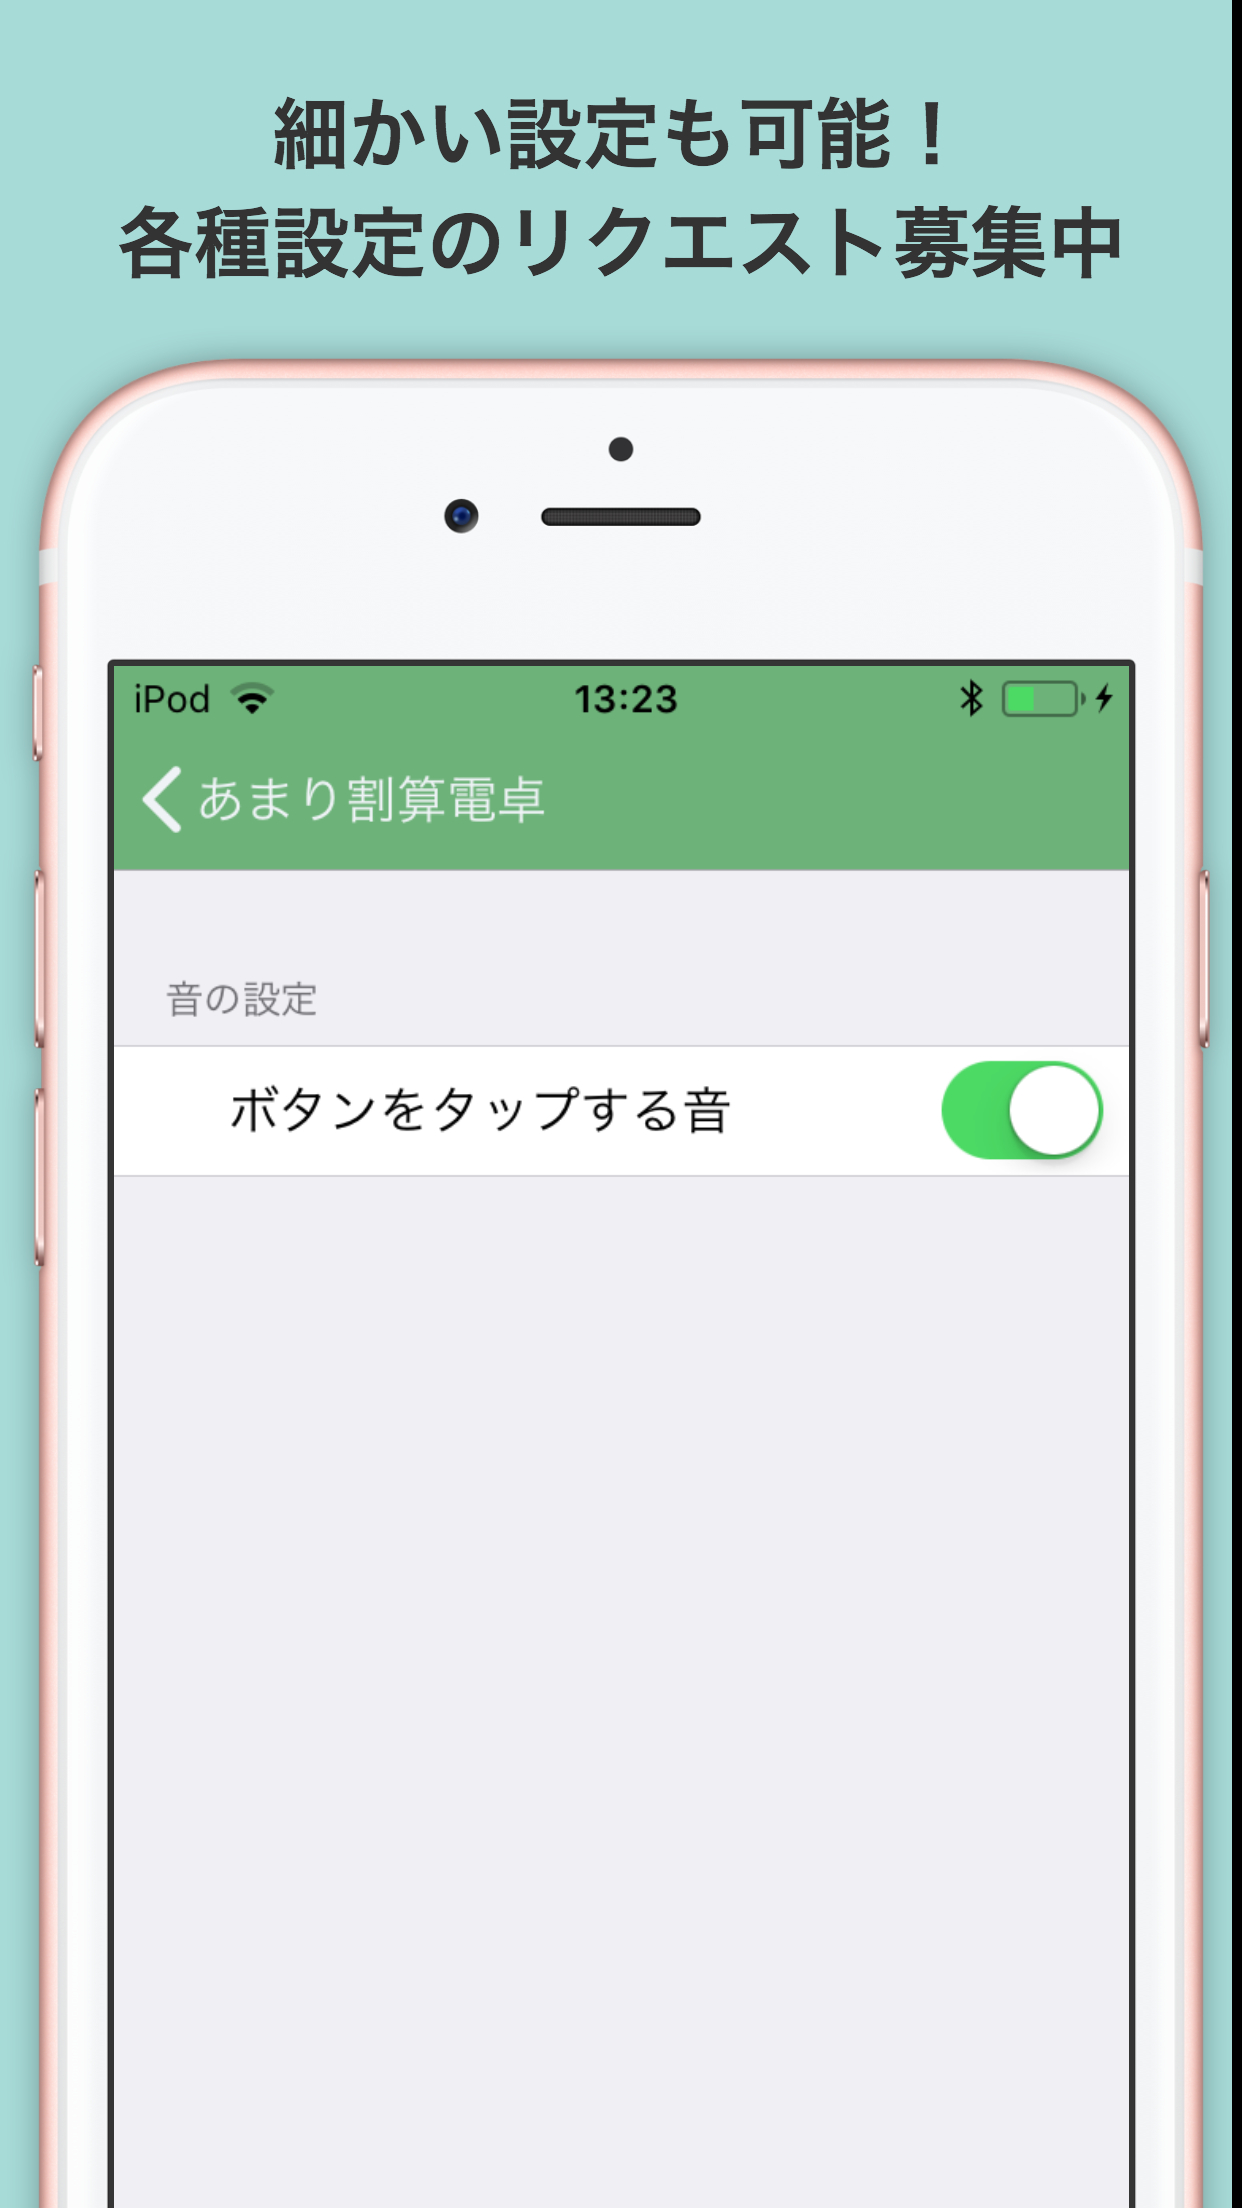 細かい設定も可能！
各種設定のリクエスト募集中
iPod 13:23
あまり割算電卓
音の設定
ボタンをタップする音